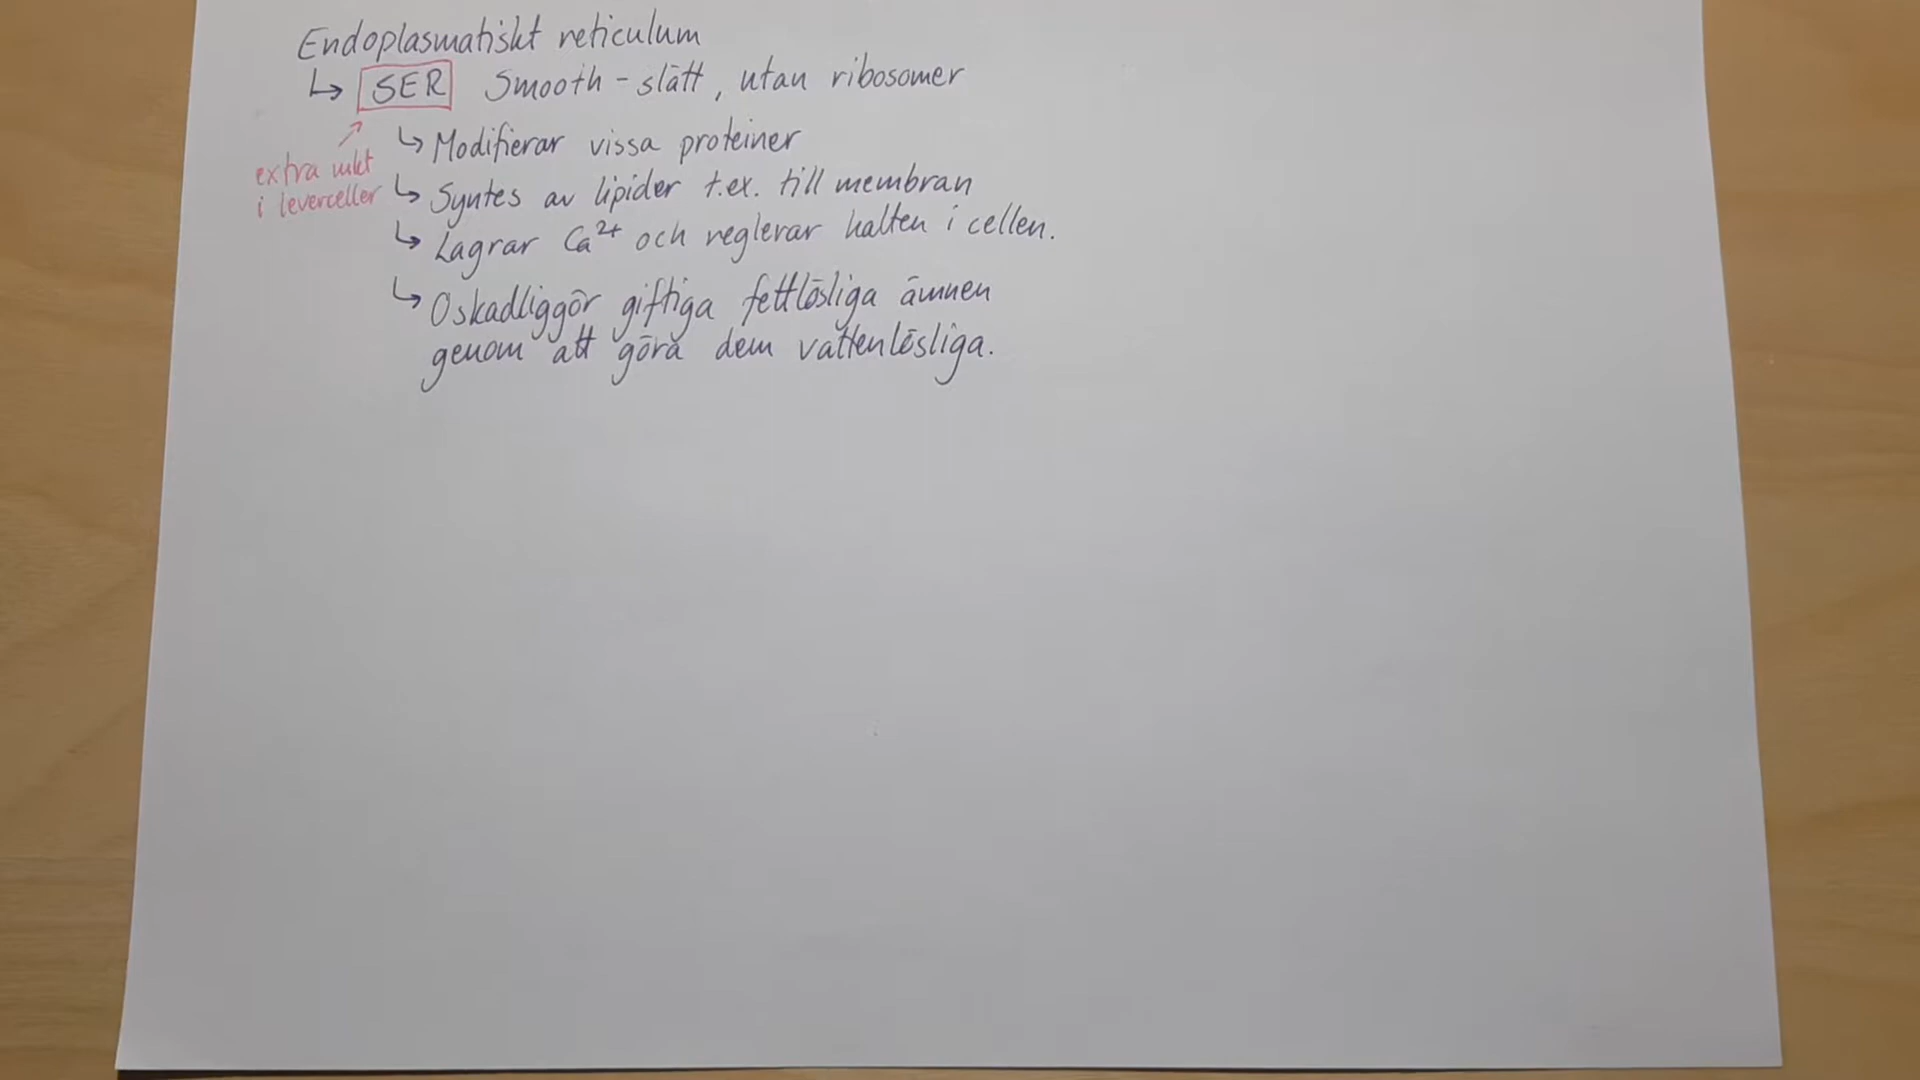 Endoplasmatiskt reticulum
↳ SER Smooth - slätt, utan ribosomer
↳ Modifierar vissa proteiner
extra mkt
i leverceller
↳ Syntes av lipider t.ex. till membran
↳ Lagrar Ca²⁺ och reglerar halten i cellen.
↳ Oskadliggör giftiga fettlösliga ämnen
genom att göra dem vattenlösliga.